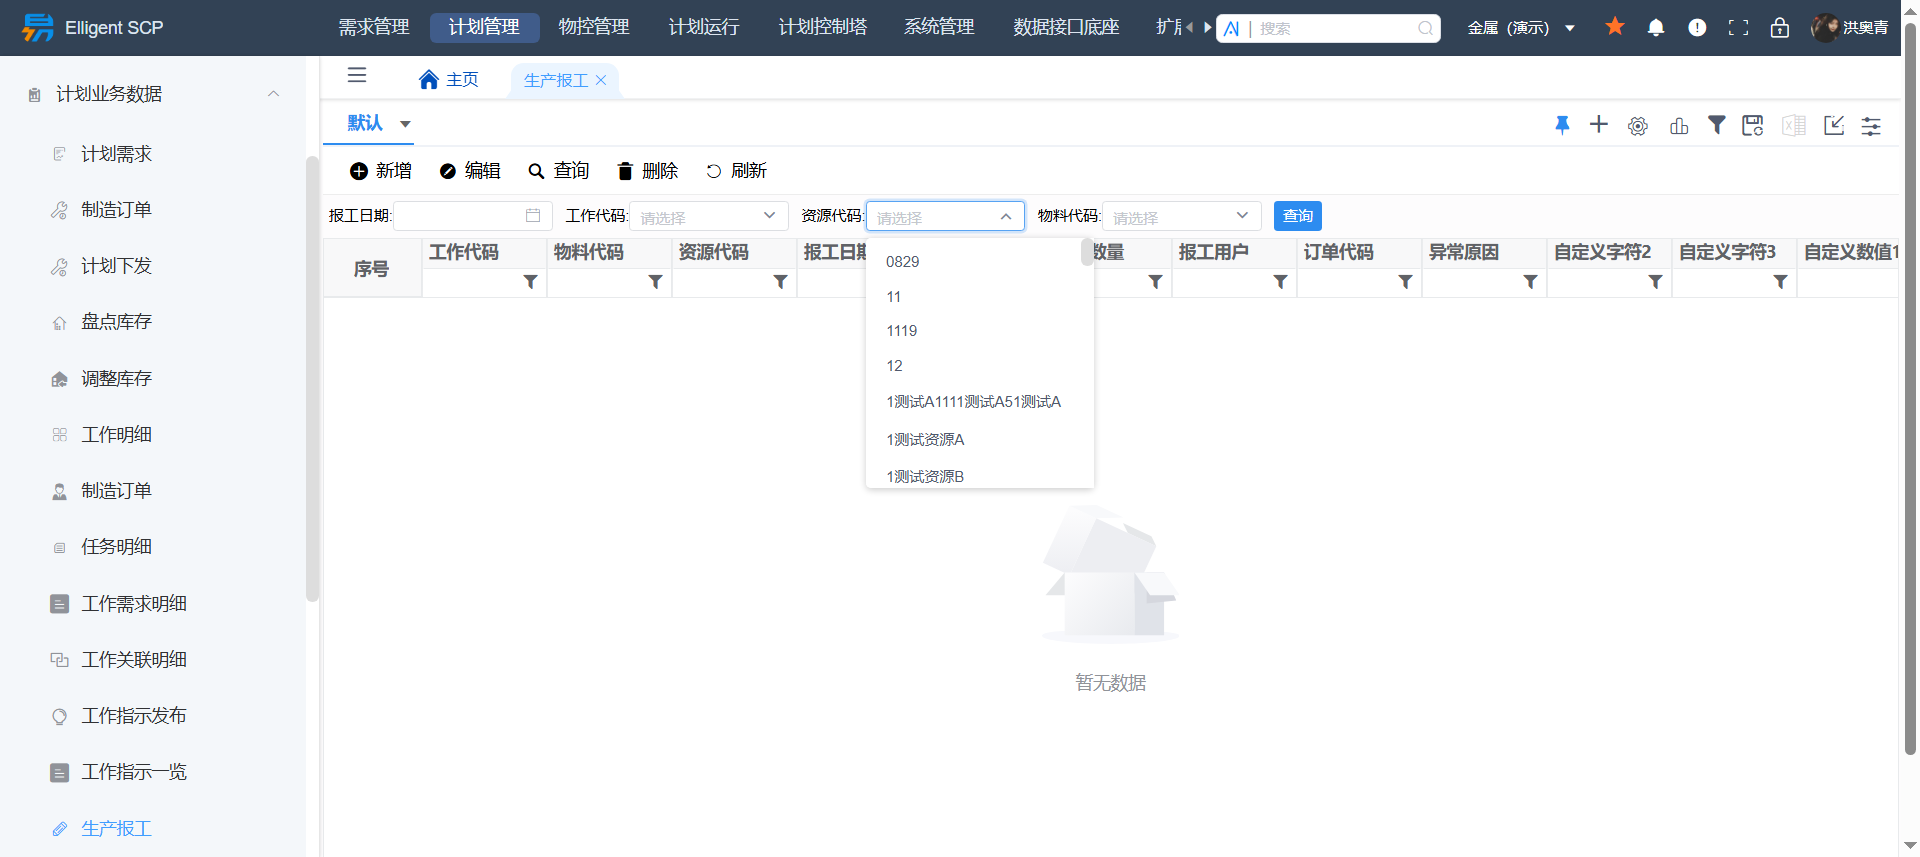 Elligent SCP
需求管理
计划管理
物控管理
计划运行
计划控制塔
系统管理
数据接口底座
搜索
金属 (演示)
洪奥青
计划业务数据
计划需求
制造订单
计划下发
盘点库存
调整库存
工作明细
制造订单
任务明细
工作需求明细
工作关联明细
工作指示发布
工作指示一览
生产报工
主页
生产报工
默认
新增
编辑
查询
删除
刷新
报工日期:
工作代码: 请选择
资源代码: 请选择
物料代码: 请选择
查询
序号
工作代码
物料代码
资源代码
报工日期
数量
报工用户
订单代码
异常原因
自定义字符2
自定义字符3
自定义数值1
0829
11
1119
12
1测试A1111测试A51测试A
1测试资源A
1测试资源B
暂无数据